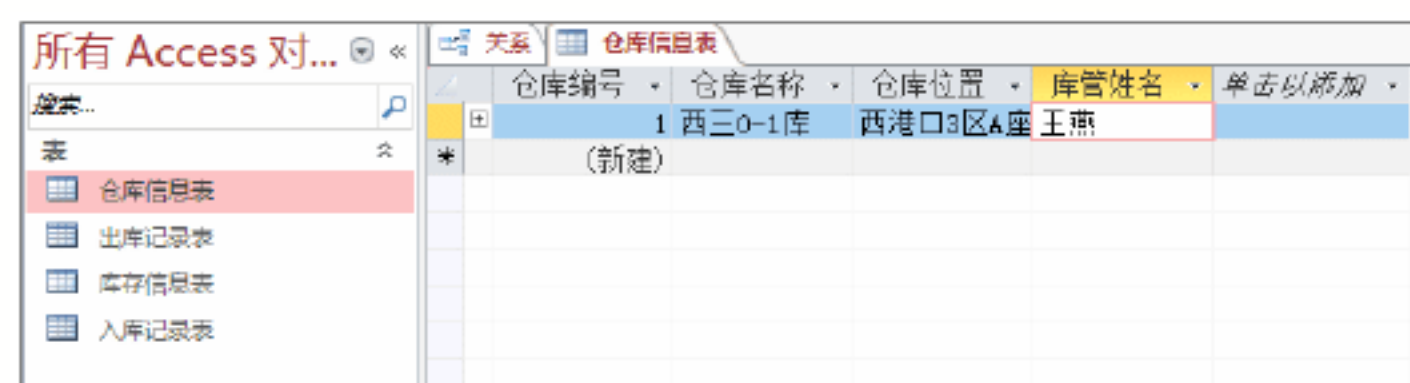 所有 Access 对... «
关系 仓库信息表
搜索...
仓库编号 仓库名称 仓库位置 库管姓名 单击以添加
1 西三0-1库 西港口3区A座 王燕
表
* (新建)
仓库信息表
出库记录表
库存信息表
入库记录表